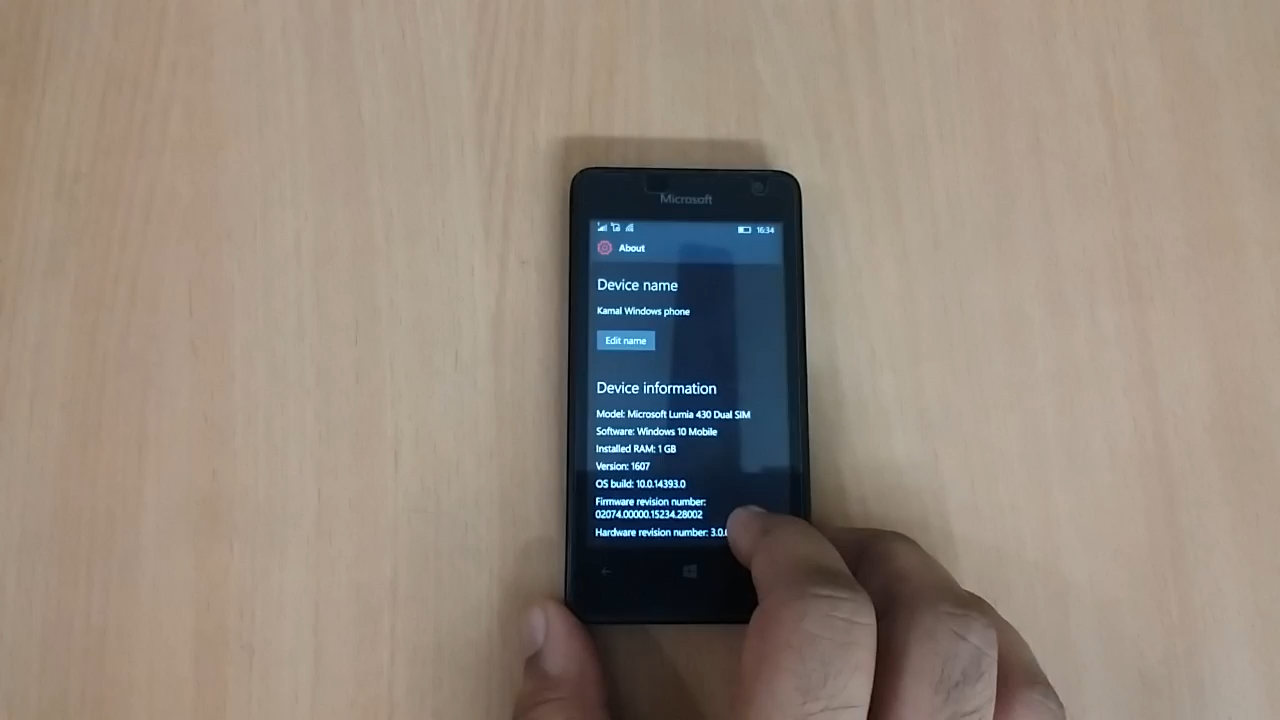 Microsoft
16:34
About
Device name
Kamal Windows phone
Edit name
Device information
Model: Microsoft Lumia 430 Dual SIM
Software: Windows 10 Mobile
Installed RAM: 1 GB
Version: 1607
OS build: 10.0.14393.0
Firmware revision number:
02074.00000.15234.28002
Hardware revision number: